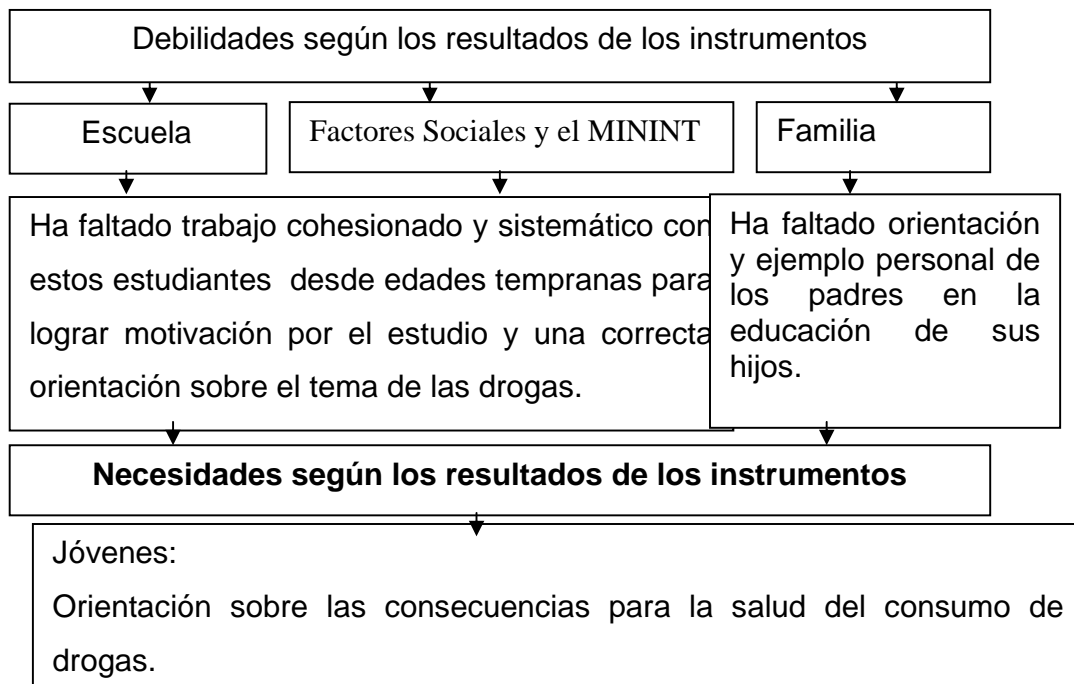 Debilidades según los resultados de los instrumentos
Escuela
Factores Sociales y el MININT
Familia
Ha faltado trabajo cohesionado y sistemático con
estos estudiantes desde edades tempranas para
lograr motivación por el estudio y una correcta
orientación sobre el tema de las drogas.
Ha faltado orientación
y ejemplo personal de
los padres en la
educación de sus
hijos.
Necesidades según los resultados de los instrumentos
Jóvenes:
Orientación sobre las consecuencias para la salud del consumo de
drogas.